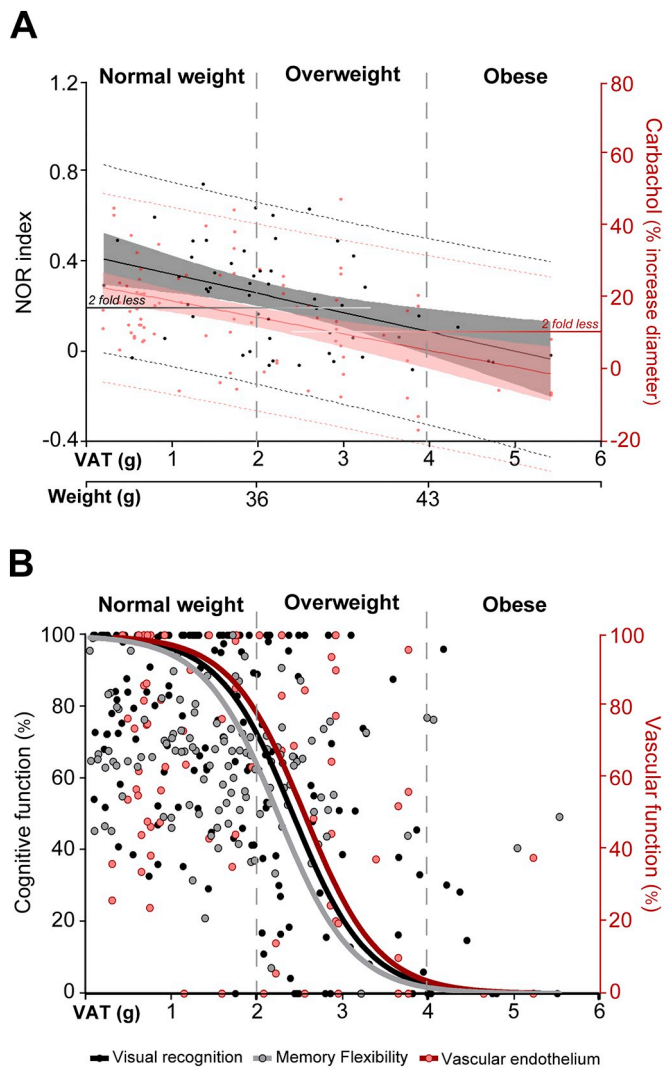 A
Normal weight Overweight Obese
1.2
0.8
0.4
0
-0.4
NOR index
80
60
40
20
0
-20
Carbachol (% increase diameter)
2 fold less
2 fold less
VAT (g) 1 2 3 4 5 6
Weight (g) 36 43
B
Normal weight Overweight Obese
100
80
60
40
20
0
Cognitive function (%)
100
80
60
40
20
0
Vascular function (%)
VAT (g) 1 2 3 4 5 6
Visual recognition Memory Flexibility Vascular endothelium